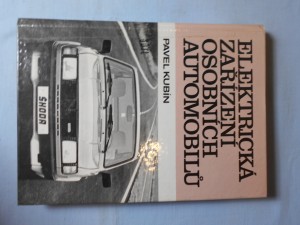 PAVEL KUBÍN
ELEKTRICKÁ
ZAŘÍZENÍ
OSOBNÍCH
AUTOMOBILŮ
ŠKODA